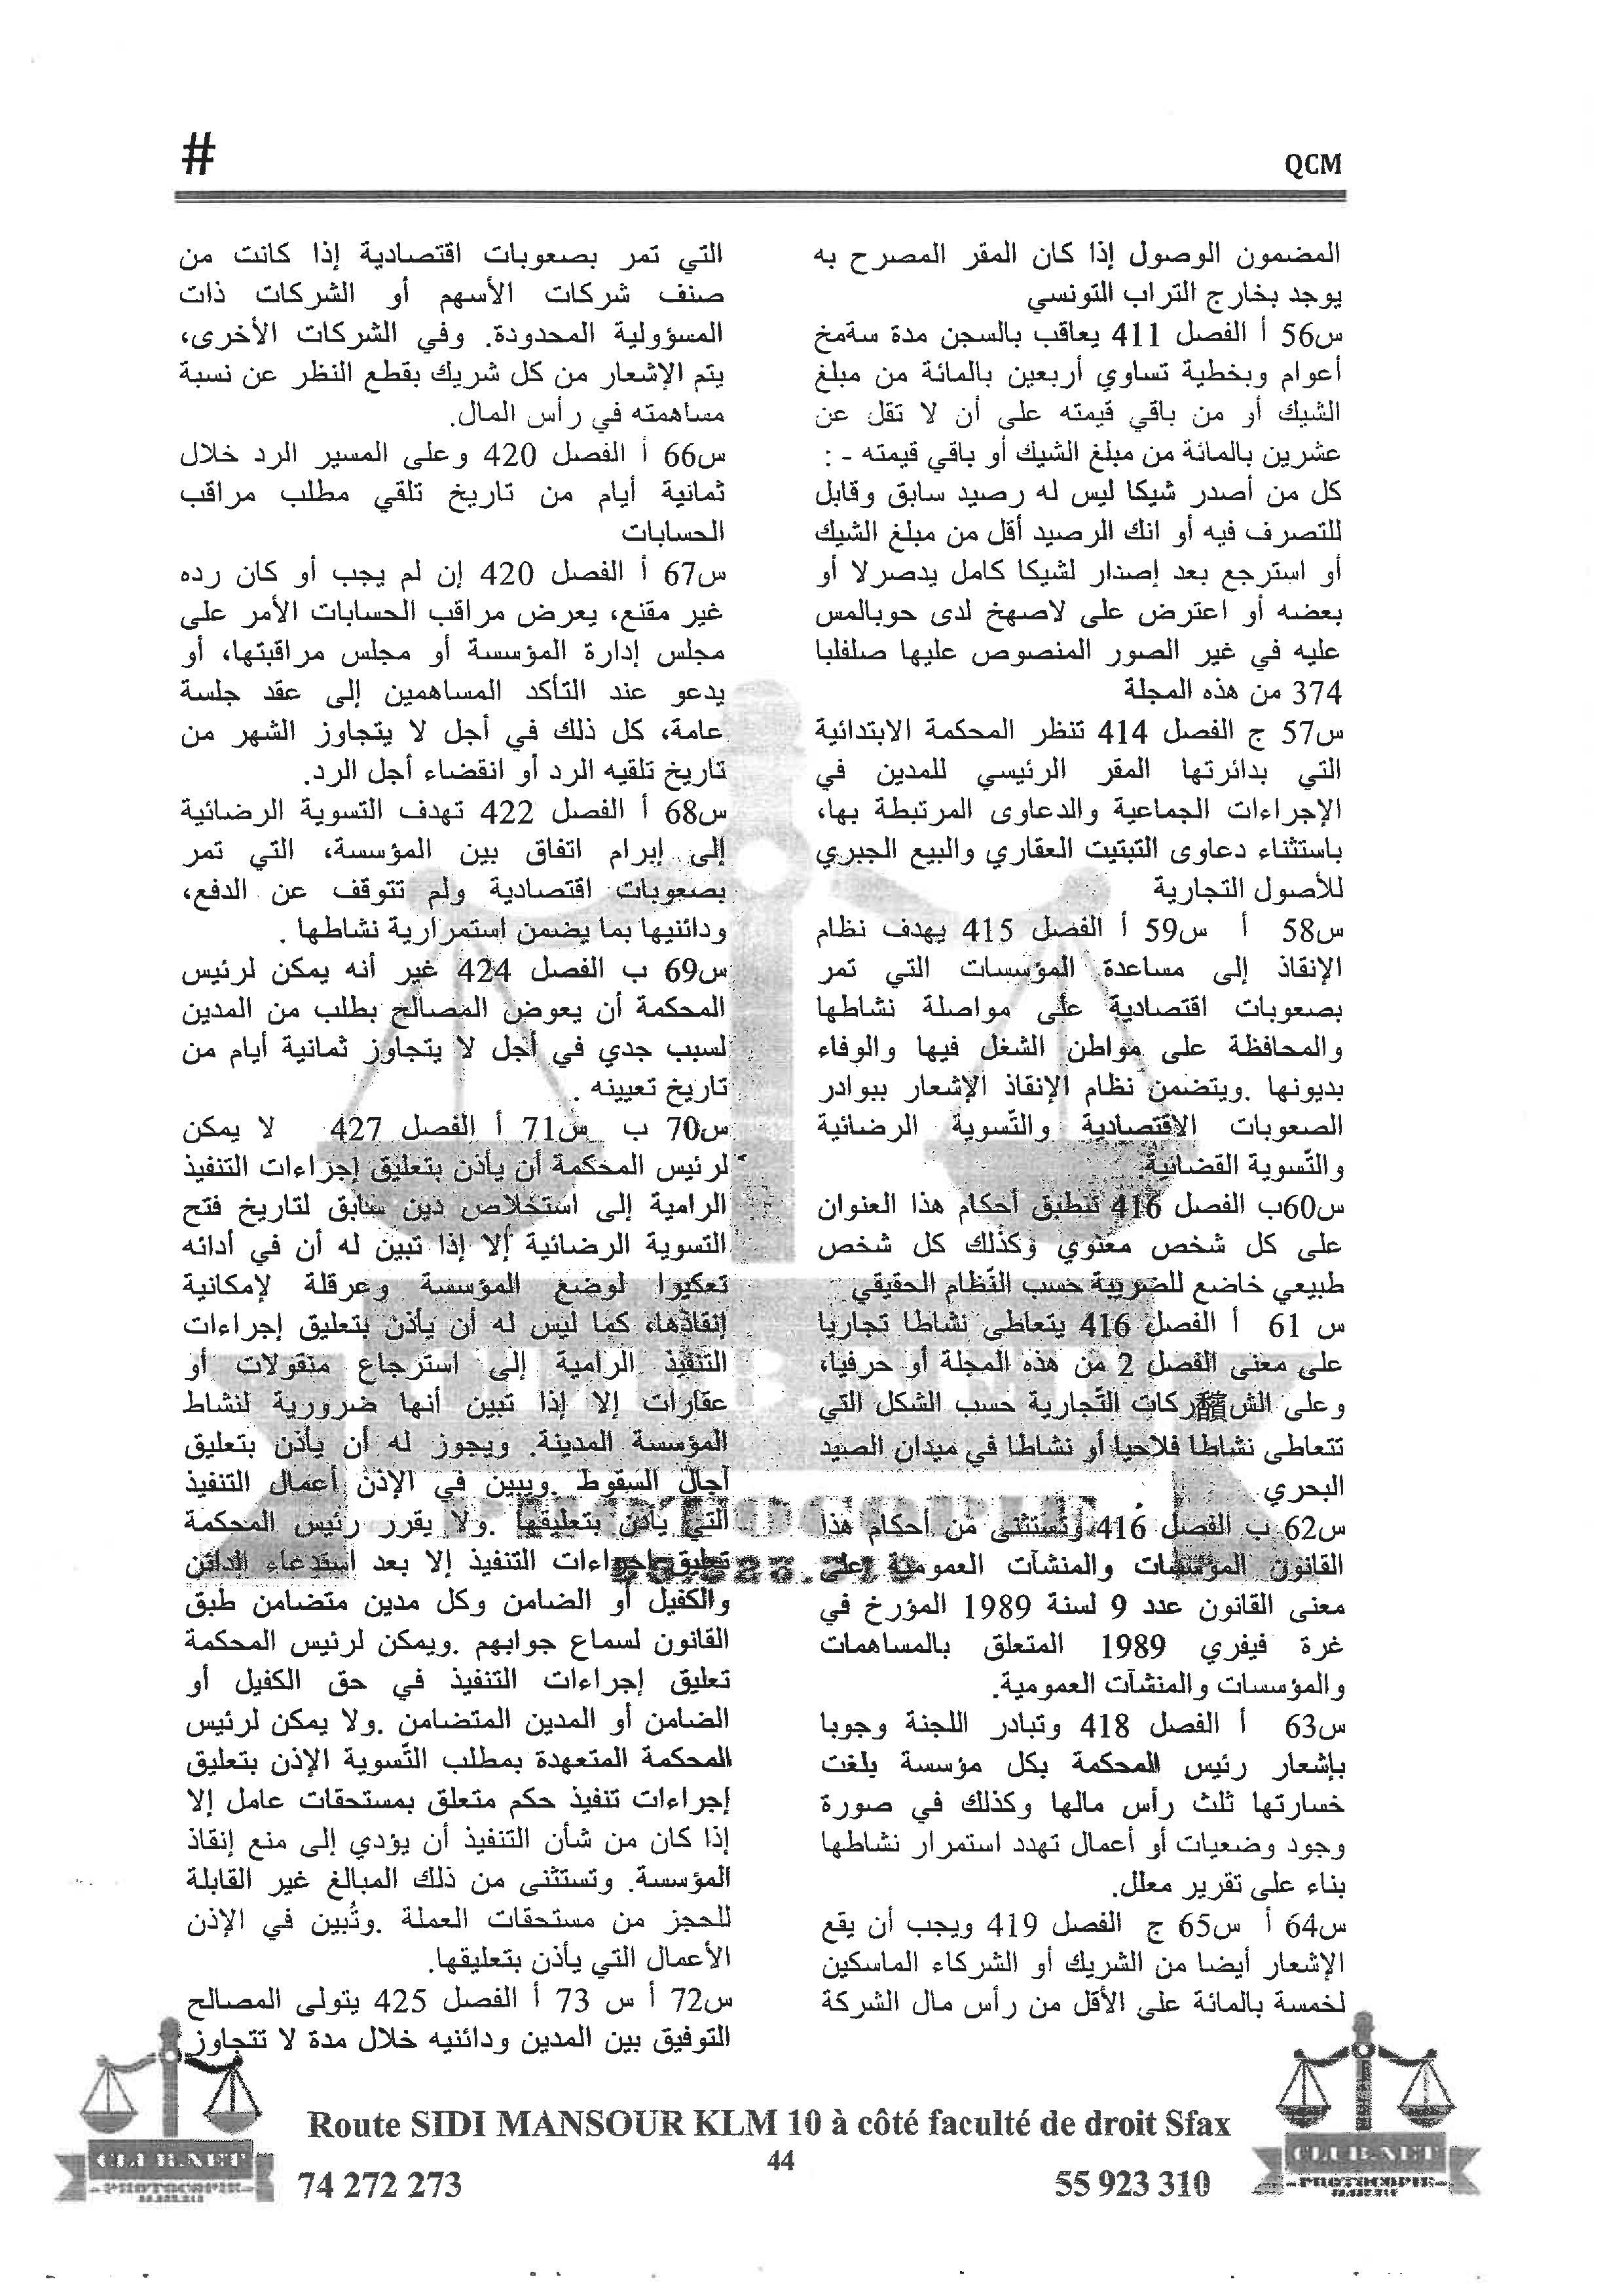 #
QCM
المضمون الوصول إذا كان المقر المصرح به
يوجد بخارج التراب التونسي
س56 أ الفصل 411 يعاقب بالسجن مدة سةمخ
أعوام وبخطية تساوي أربعين بالمائة من مبلغ
الشيك أو من باقي قيمته على أن لا تقل عن
عشرين بالمائة من مبلغ الشيك أو باقي قيمته - :
كل من أصدر شيكا ليس له رصيد سابق وقابل
للتصرف فيه أو انك الرصيد أقل من مبلغ الشيك
أو استرجع بعد إصدار لشيكا كامل يدصرلا أو
بعضه أو اعترض على لاصهخ لدى حوبالمس
عليه في غير الصور المنصوص عليها صلفلبا
374 من هذه المجلة
س57 ج الفصل 414 تنظر المحكمة الابتدائية
التي بدائرتها المقر الرئيسي للمدين في
الإجراءات الجماعية والدعاوى المرتبطة بها،
باستثناء دعاوى التبتيت العقاري والبيع الجبري
للأصول التجارية
س58 أ س59 أ الفصل 415 يهدف نظام
الإنقاذ إلى مساعدة المؤسسات التي تمر
بصعوبات اقتصادية على مواصلة نشاطها
والمحافظة على مواطن الشغل فيها والوفاء
بديونها .ويتضمن نظام الإنقاذ الإشعار ببوادر
الصعوبات الاقتصادية والتّسوية الرضائية
والتّسوية القضائية.
س60ب الفصل 416 تنطبق أحكام هذا العنوان
على كل شخص معنوي وكذلك كل شخص
طبيعي خاضع للضريبة حسب النّظام الحقيقي
س 61 أ الفصل 416 يتعاطى نشاطا تجاريا
على معنى الفصل 2 من هذه المجلة أو حرفيا،
وعلى الش ركات التّجارية حسب الشكل التي
تتعاطى نشاطا فلاحيا أو نشاطا في ميدان الصيد
البحري.
س62 ب الفصل 416 وتُستثنى من أحكام هذا
القانون المؤسسات والمنشآت العمومية على
معنى القانون عدد 9 لسنة 1989 المؤرخ في
غرة فيفري 1989 المتعلق بالمساهمات
والمؤسسات والمنشآت العمومية.
س63 أ الفصل 418 وتبادر اللجنة وجوبا
بإشعار رئيس المحكمة بكل مؤسسة بلغت
خسارتها ثلث رأس مالها وكذلك في صورة
وجود وضعيات أو أعمال تهدد استمرار نشاطها
بناء على تقرير معلل.
س64 أ س65 ج الفصل 419 ويجب أن يقع
الإشعار أيضا من الشريك أو الشركاء الماسكين
لخمسة بالمائة على الأقل من رأس مال الشركة
التي تمر بصعوبات اقتصادية إذا كانت من
صنف شركات الأسهم أو الشركات ذات
المسؤولية المحدودة. وفي الشركات الأخرى،
يتم الإشعار من كل شريك بقطع النظر عن نسبة
مساهمته في رأس المال.
س66 أ الفصل 420 وعلى المسير الرد خلال
ثمانية أيام من تاريخ تلقي مطلب مراقب
الحسابات
س67 أ الفصل 420 إن لم يجب أو كان رده
غير مقنع، يعرض مراقب الحسابات الأمر على
مجلس إدارة المؤسسة أو مجلس مراقبتها، أو
يدعو عند التأكد المساهمين إلى عقد جلسة
عامة، كل ذلك في أجل لا يتجاوز الشهر من
تاريخ تلقيه الرد أو انقضاء أجل الرد.
س68 أ الفصل 422 تهدف التسوية الرضائية
إلى إبرام اتفاق بين المؤسسة، التي تمر
بصعوبات اقتصادية ولم تتوقف عن الدفع،
ودائنيها بما يضمن استمرارية نشاطها .
س69 ب الفصل 424 غير أنه يمكن لرئيس
المحكمة أن يعوض المصالح بطلب من المدين
لسبب جدي في أجل لا يتجاوز ثمانية أيام من
تاريخ تعيينه .
س70 ب س71 أ الفصل 427 لا يمكن
لرئيس المحكمة أن يأذن بتعليق إجراءات التنفيذ
الرامية إلى استخلاص دين سابق لتاريخ فتح
التسوية الرضائية إلا إذا تبين له أن في أدائه
تعكيرا لوضع المؤسسة وعرقلة لإمكانية
إنقاذها، كما ليس له أن يأذن بتعليق إجراءات
التنفيذ الرامية إلى استرجاع منقولات أو
عقارات إلا إذا تبين أنها ضرورية لنشاط
المؤسسة المدينة. ويجوز له أن يأذن بتعليق
آجال السقوط .ويبين في الإذن أعمال التنفيذ
التي يأذن بتعليقها .ولا يقرر رئيس المحكمة
تعليق إجراءات التنفيذ إلا بعد استدعاء الدائن
والكفيل أو الضامن وكل مدين متضامن طبق
القانون لسماع جوابهم .ويمكن لرئيس المحكمة
تعليق إجراءات التنفيذ في حق الكفيل أو
الضامن أو المدين المتضامن .ولا يمكن لرئيس
المحكمة المتعهدة بمطلب التّسوية الإذن بتعليق
إجراءات تنفيذ حكم متعلق بمستحقات عامل إلا
إذا كان من شأن التنفيذ أن يؤدي إلى منع إنقاذ
المؤسسة. وتستثنى من ذلك المبالغ غير القابلة
للحجز من مستحقات العملة .وتُبين في الإذن
الأعمال التي يأذن بتعليقها.
س72 أ س 73 أ الفصل 425 يتولى المصالح
التوفيق بين المدين ودائنيه خلال مدة لا تتجاوز
Route SIDI MANSOUR KLM 10 à côté faculté de droit Sfax
44
74 272 273
55 923 310
CLUB.NET
PHOTOCOPIE
CLUB.NET
PHOTOCOPIE